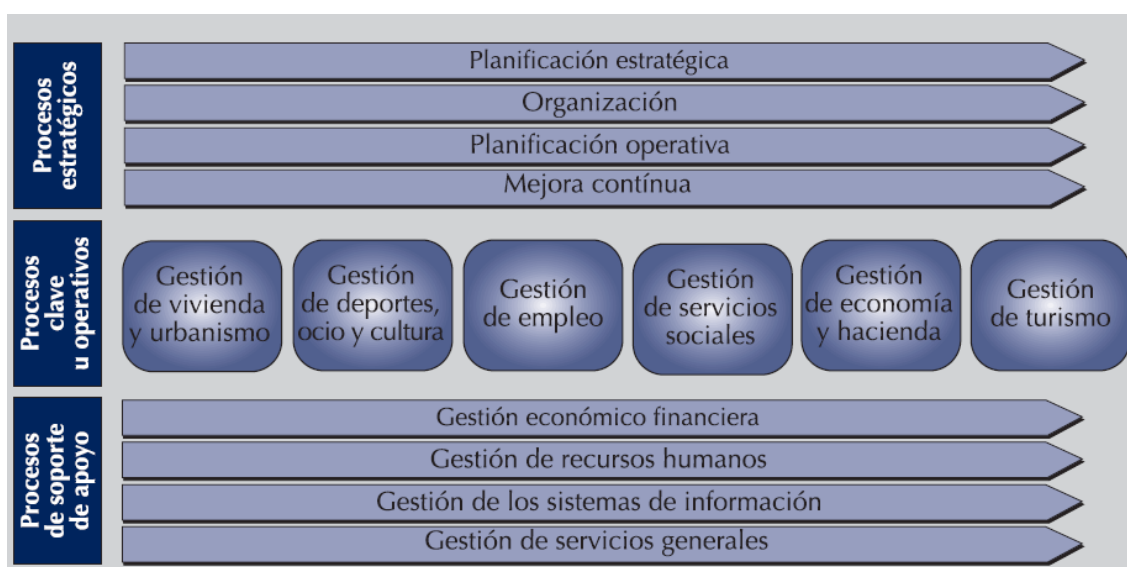 Procesos
estratégicos
Planificación estratégica
Organización
Planificación operativa
Mejora contínua
Procesos
clave
u operativos
Gestión
de vivienda
y urbanismo
Gestión
de deportes,
ocio y cultura
Gestión
de empleo
Gestión
de servicios
sociales
Gestión
de economía
y hacienda
Gestión
de turismo
Procesos
de soporte
de apoyo
Gestión económico financiera
Gestión de recursos humanos
Gestión de los sistemas de información
Gestión de servicios generales